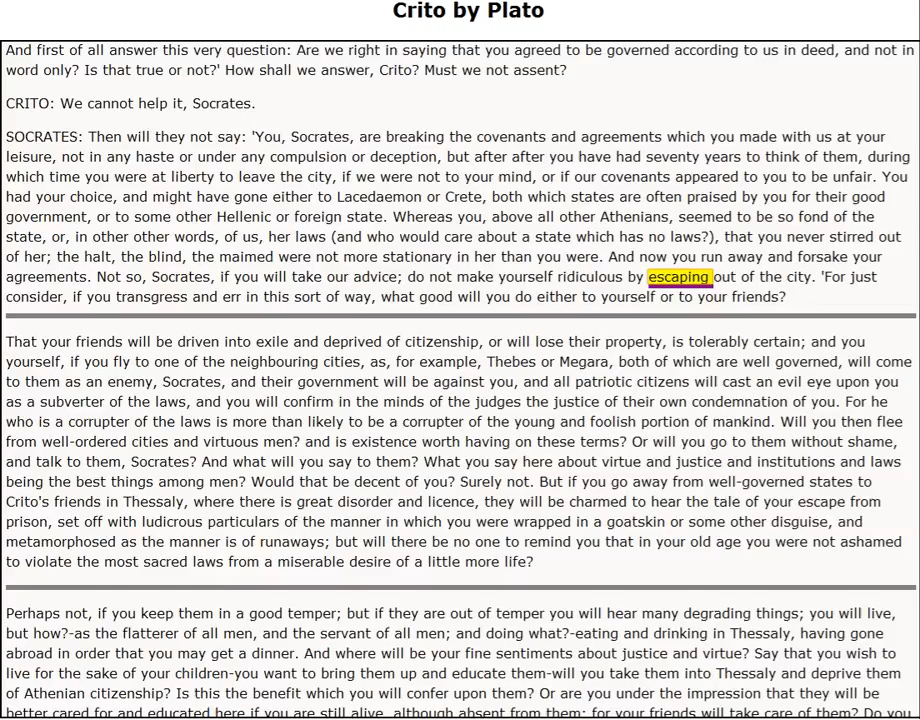 Crito by Plato
And first of all answer this very question: Are we right in saying that you agreed to be governed according to us in deed, and not in
word only? Is that true or not?' How shall we answer, Crito? Must we not assent?
CRITO: We cannot help it, Socrates.
SOCRATES: Then will they not say: 'You, Socrates, are breaking the covenants and agreements which you made with us at your
leisure, not in any haste or under any compulsion or deception, but after after you have had seventy years to think of them, during
which time you were at liberty to leave the city, if we were not to your mind, or if our covenants appeared to you to be unfair. You
had your choice, and might have gone either to Lacedaemon or Crete, both which states are often praised by you for their good
government, or to some other Hellenic or foreign state. Whereas you, above all other Athenians, seemed to be so fond of the
state, or, in other other words, of us, her laws (and who would care about a state which has no laws?), that you never stirred out
of her; the halt, the blind, the maimed were not more stationary in her than you were. And now you run away and forsake your
agreements. Not so, Socrates, if you will take our advice; do not make yourself ridiculous by escaping out of the city. 'For just
consider, if you transgress and err in this sort of way, what good will you do either to yourself or to your friends?
That your friends will be driven into exile and deprived of citizenship, or will lose their property, is tolerably certain; and you
yourself, if you fly to one of the neighbouring cities, as, for example, Thebes or Megara, both of which are well governed, will come
to them as an enemy, Socrates, and their government will be against you, and all patriotic citizens will cast an evil eye upon you
as a subverter of the laws, and you will confirm in the minds of the judges the justice of their own condemnation of you. For he
who is a corrupter of the laws is more than likely to be a corrupter of the young and foolish portion of mankind. Will you then flee
from well-ordered cities and virtuous men? and is existence worth having on these terms? Or will you go to them without shame,
and talk to them, Socrates? And what will you say to them? What you say here about virtue and justice and institutions and laws
being the best things among men? Would that be decent of you? Surely not. But if you go away from well-governed states to
Crito's friends in Thessaly, where there is great disorder and licence, they will be charmed to hear the tale of your escape from
prison, set off with ludicrous particulars of the manner in which you were wrapped in a goatskin or some other disguise, and
metamorphosed as the manner is of runaways; but will there be no one to remind you that in your old age you were not ashamed
to violate the most sacred laws from a miserable desire of a little more life?
Perhaps not, if you keep them in a good temper; but if they are out of temper you will hear many degrading things; you will live,
but how?-as the flatterer of all men, and the servant of all men; and doing what?-eating and drinking in Thessaly, having gone
abroad in order that you may get a dinner. And where will be your fine sentiments about justice and virtue? Say that you wish to
live for the sake of your children-you want to bring them up and educate them-will you take them into Thessaly and deprive them
of Athenian citizenship? Is this the benefit which you will confer upon them? Or are you under the impression that they will be
better cared for and educated here if you are still alive, although absent from them; for your friends will take care of them? Do you